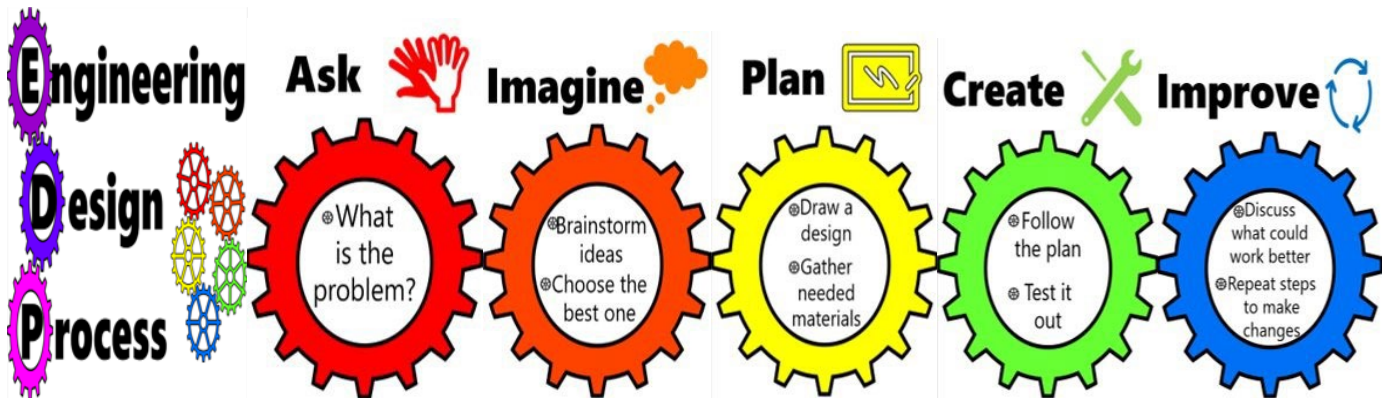 Engineering
Design
Process
Ask
What
is the
problem?
Imagine
Brainstorm
ideas
Choose the
best one
Plan
Draw a
design
Gather
needed
materials
Create
Follow
the plan
Test it
out
Improve
Discuss
what could
work better
Repeat steps
to make
changes